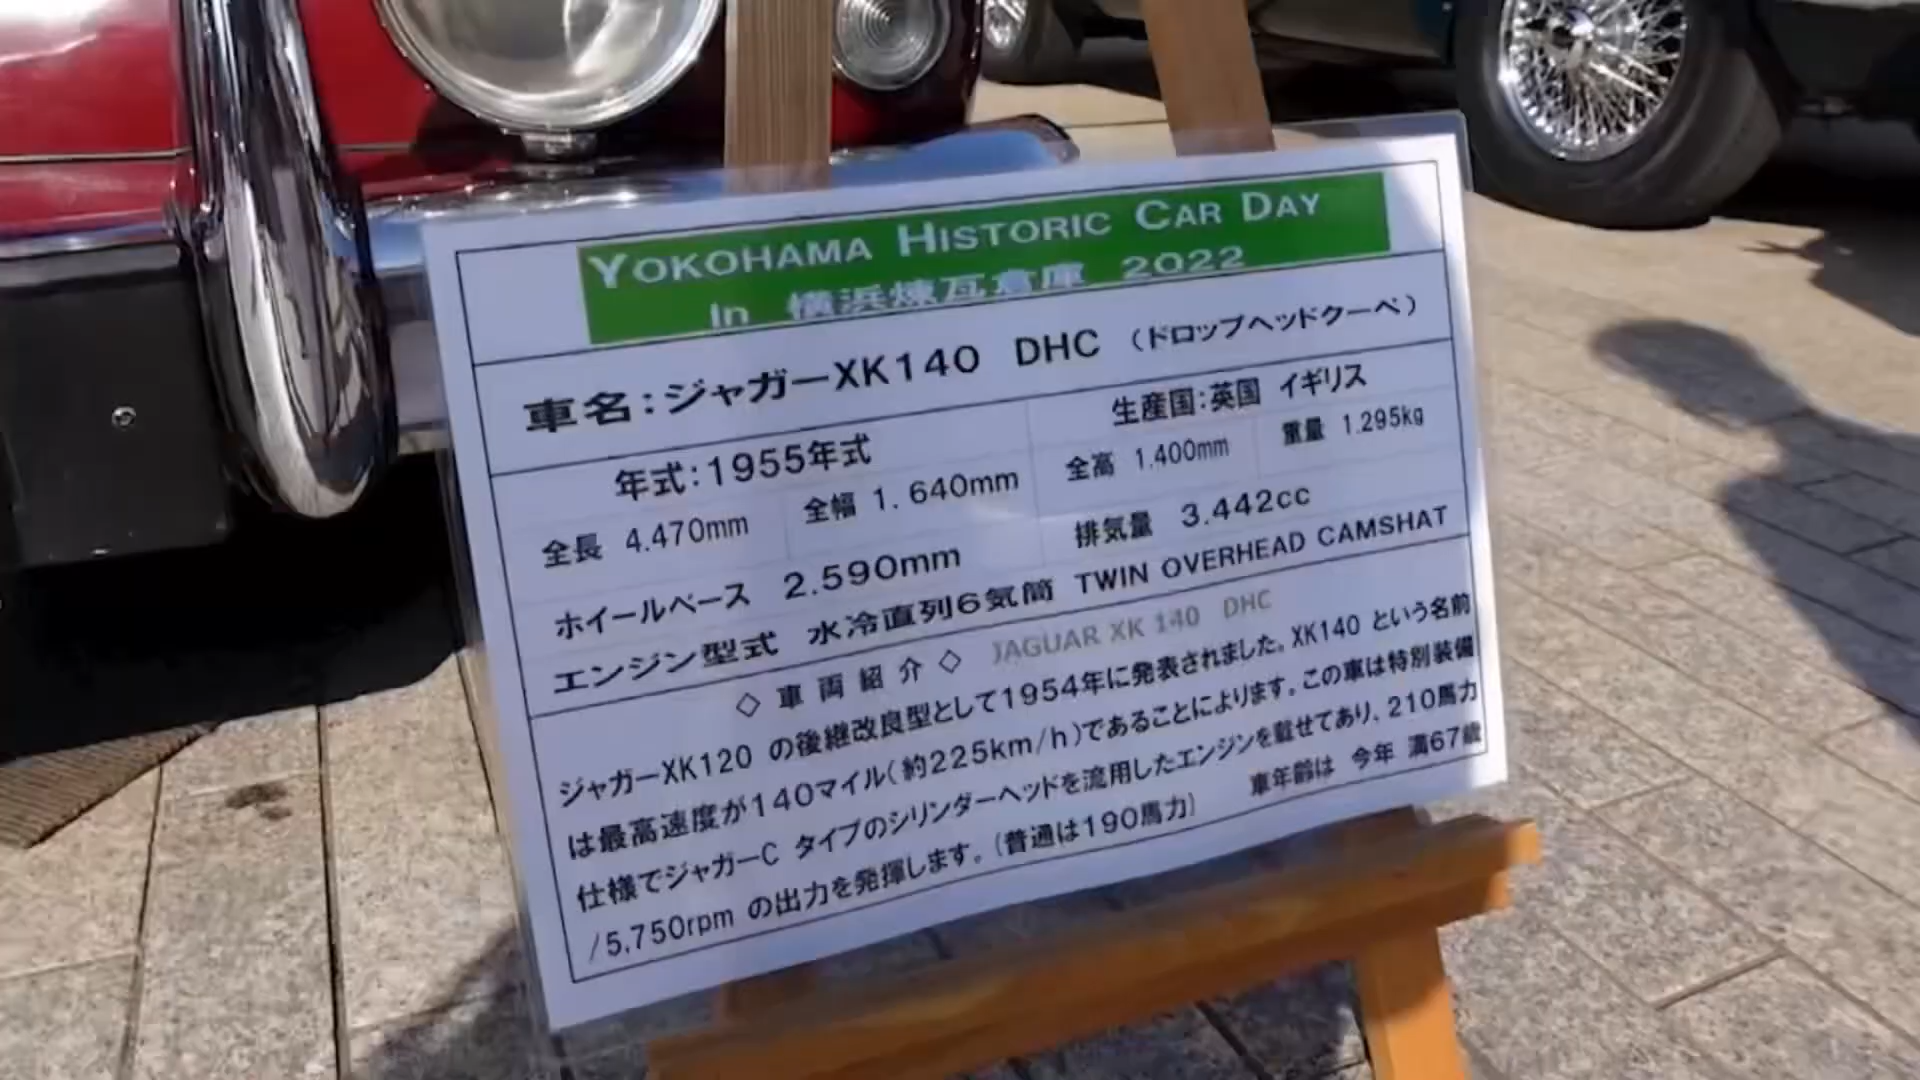 YOKOHAMA HISTORIC CAR DAY
In 横浜煉瓦倉庫 2022
車名:ジャガーXK140 DHC (ドロップヘッドクーペ)
年式:1955年式 生産国:英国 イギリス
全長 4.470mm 全幅 1.640mm 全高 1.400mm 重量 1.295kg
ホイールベース 2.590mm 排気量 3.442cc
エンジン型式 水冷直列6気筒 TWIN OVERHEAD CAMSHAT
◇ 車 両 紹 介 ◇ JAGUAR XK 140 DHC
ジャガーXK120 の後継改良型として1954年に発表されました。XK140 という名前
は最高速度が140マイル(約225km/h)であることによります。この車は特別装備
仕様でジャガーC タイプのシリンダーヘッドを流用したエンジンを載せてあり、210馬力
/5,750rpm の出力を発揮します。(普通は190馬力) 車年齢は 今年 満67歳